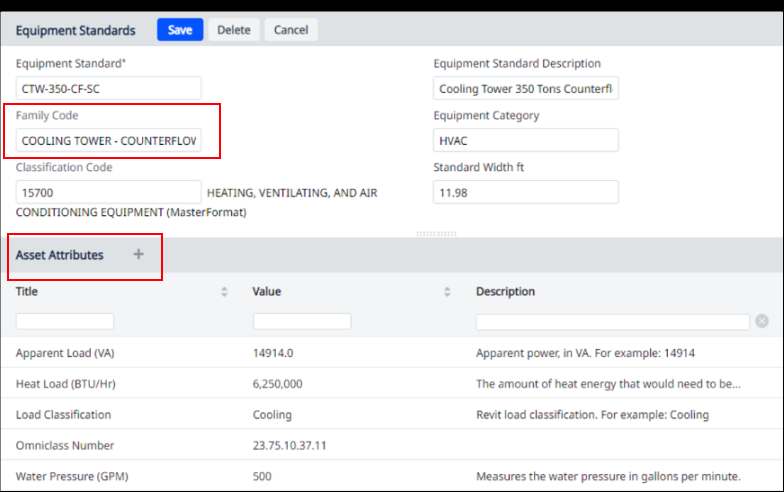 Equipment Standards Save Delete Cancel
Equipment Standard* Equipment Standard Description
CTW-350-CF-SC Cooling Tower 350 Tons Counterfl
Family Code Equipment Category
COOLING TOWER - COUNTERFLOW HVAC
Classification Code Standard Width ft
15700 HEATING, VENTILATING, AND AIR 11.98
CONDITIONING EQUIPMENT (MasterFormat)
Asset Attributes +
Title Value Description
Apparent Load (VA) 14914.0 Apparent power, in VA. For example: 14914
Heat Load (BTU/Hr) 6,250,000 The amount of heat energy that would need to be...
Load Classification Cooling Revit load classification. For example: Cooling
Omniclass Number 23.75.10.37.11
Water Pressure (GPM) 500 Measures the water pressure in gallons per minute.